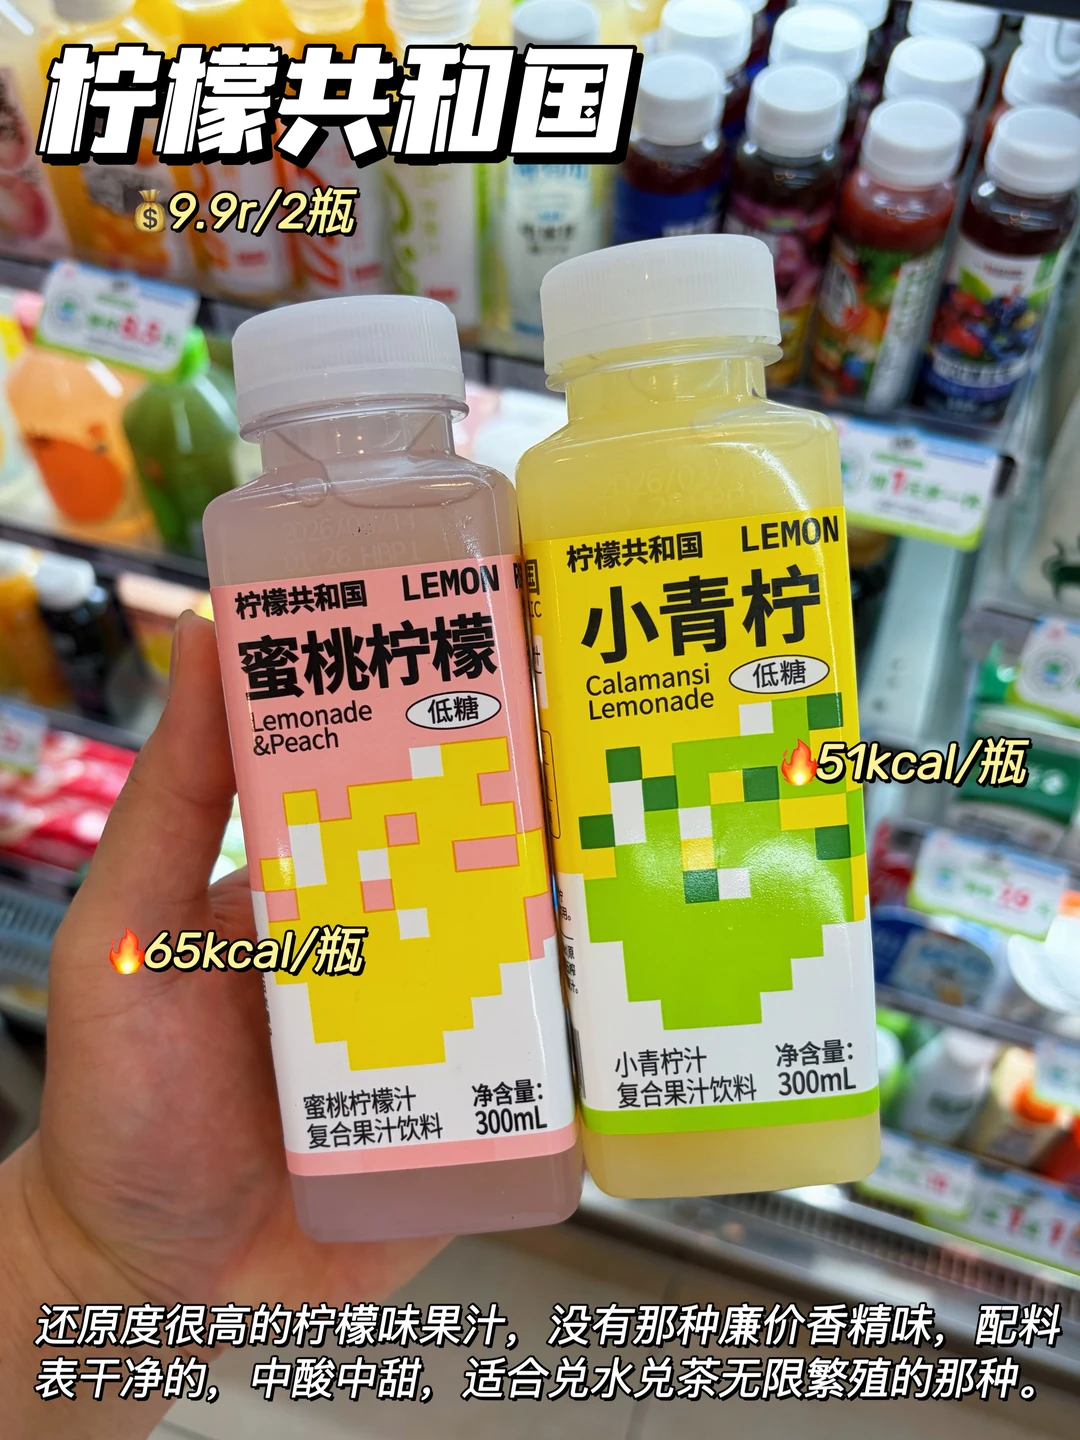 柠檬共和国
💰9.9r/2瓶
柠檬共和国 LEMON
蜜桃柠檬
Lemonade
&Peach
低糖
🔥65kcal/瓶
蜜桃柠檬汁
复合果汁饮料
净含量：
300mL
柠檬共和国 LEMON
小青柠
Calamansi
Lemonade
低糖
🔥51kcal/瓶
小青柠汁
复合果汁饮料
净含量：
300mL
还原度很高的柠檬味果汁，没有那种廉价香精味，配料
表干净的，中酸中甜，适合兑水兑茶无限繁殖的那种。